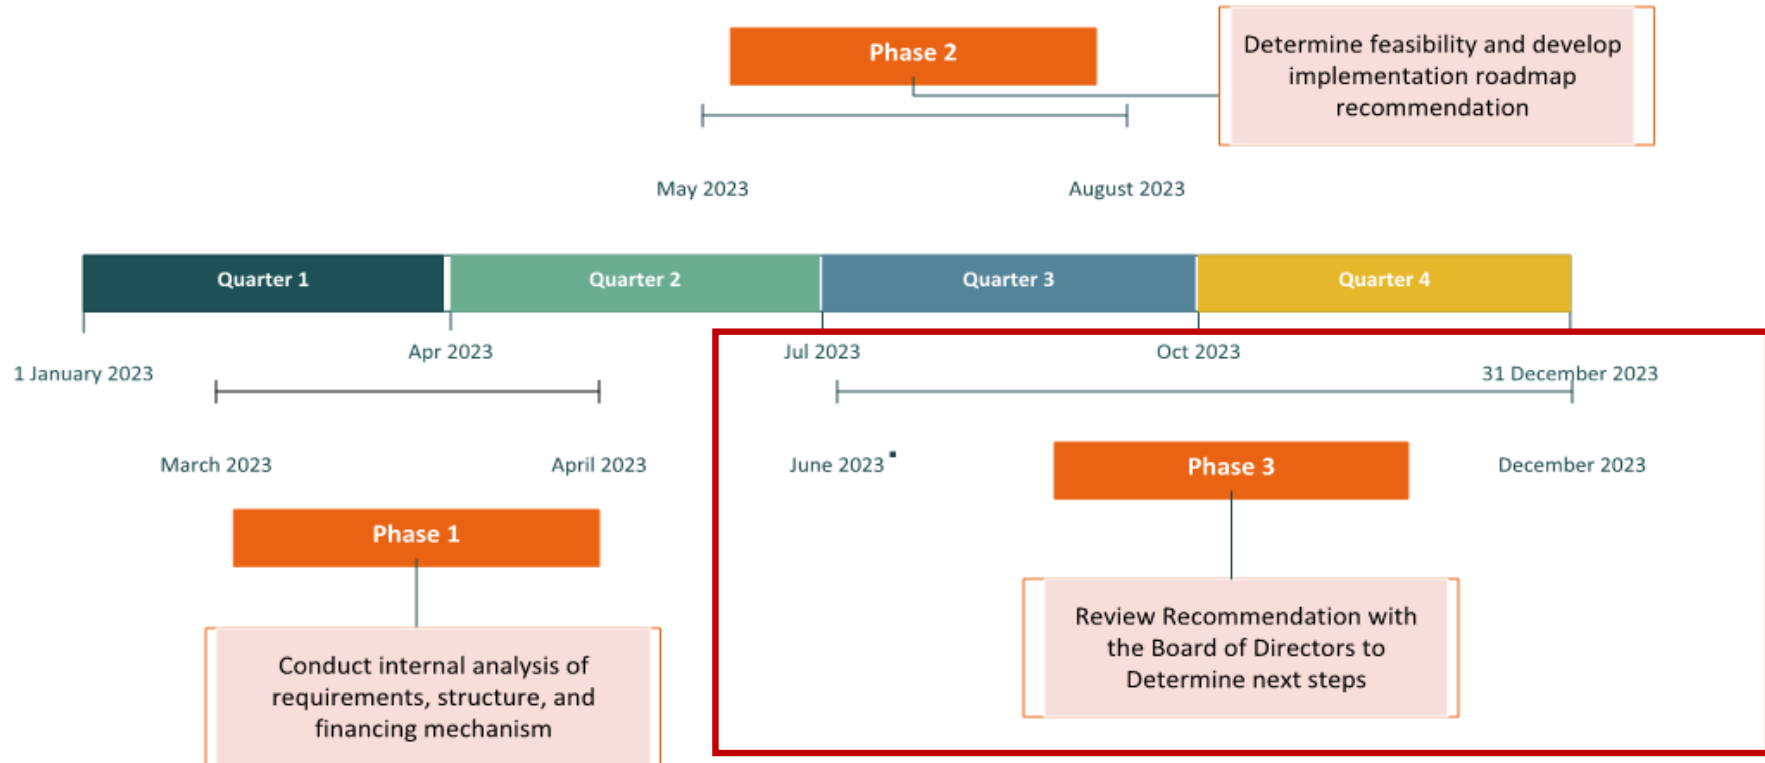 Phase 2
Determine feasibility and develop
implementation roadmap
recommendation
May 2023
August 2023
Quarter 1
Quarter 2
Quarter 3
Quarter 4
Apr 2023
Jul 2023
Oct 2023
1 January 2023
31 December 2023
March 2023
April 2023
June 2023
December 2023
Phase 3
Phase 1
Review Recommendation with
the Board of Directors to
Determine next steps
Conduct internal analysis of
requirements, structure, and
financing mechanism